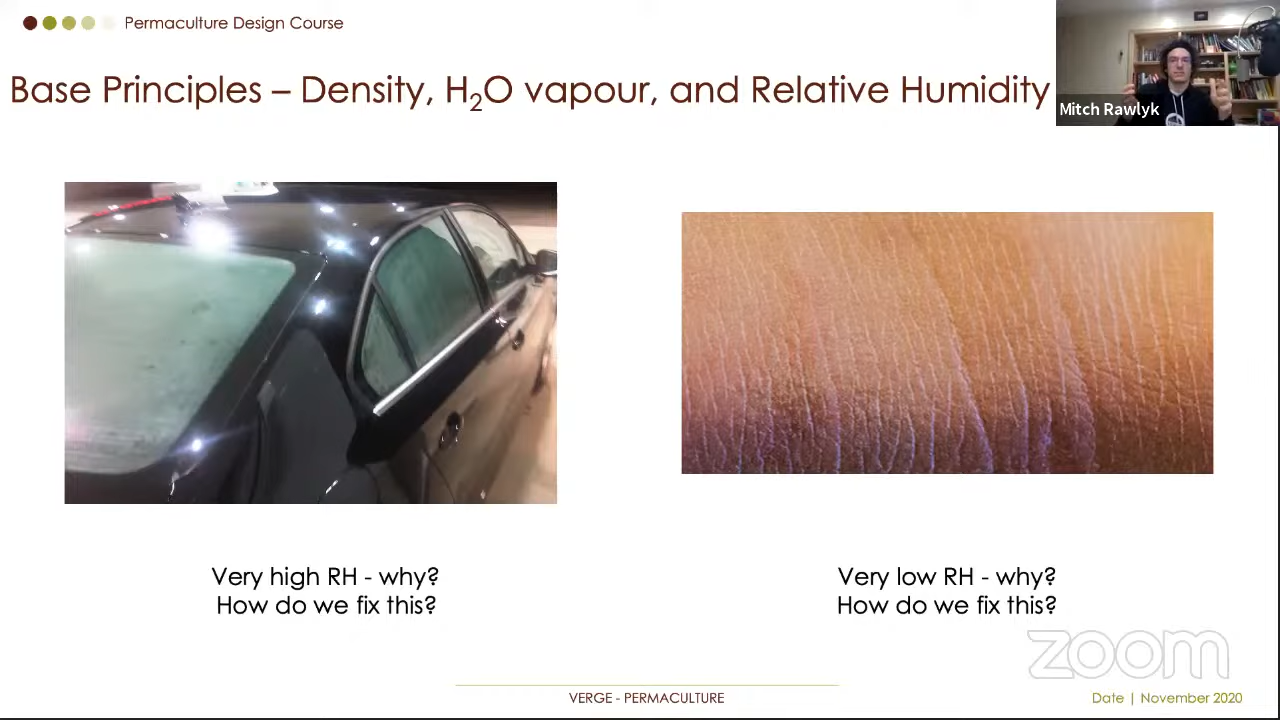 Permaculture Design Course
Base Principles – Density, H₂O vapour, and Relative Humidity
Mitch Rawlyk
Very high RH - why?
How do we fix this?
Very low RH - why?
How do we fix this?
zoom
VERGE - PERMACULTURE
Date | November 2020